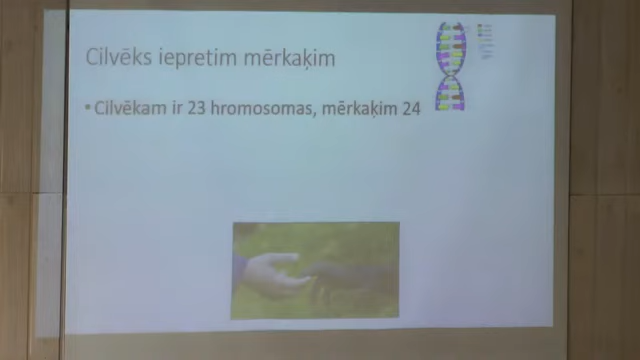 Cilvēks iepretim mērkaķim
• Cilvēkam ir 23 hromosomas, mērkaķim 24